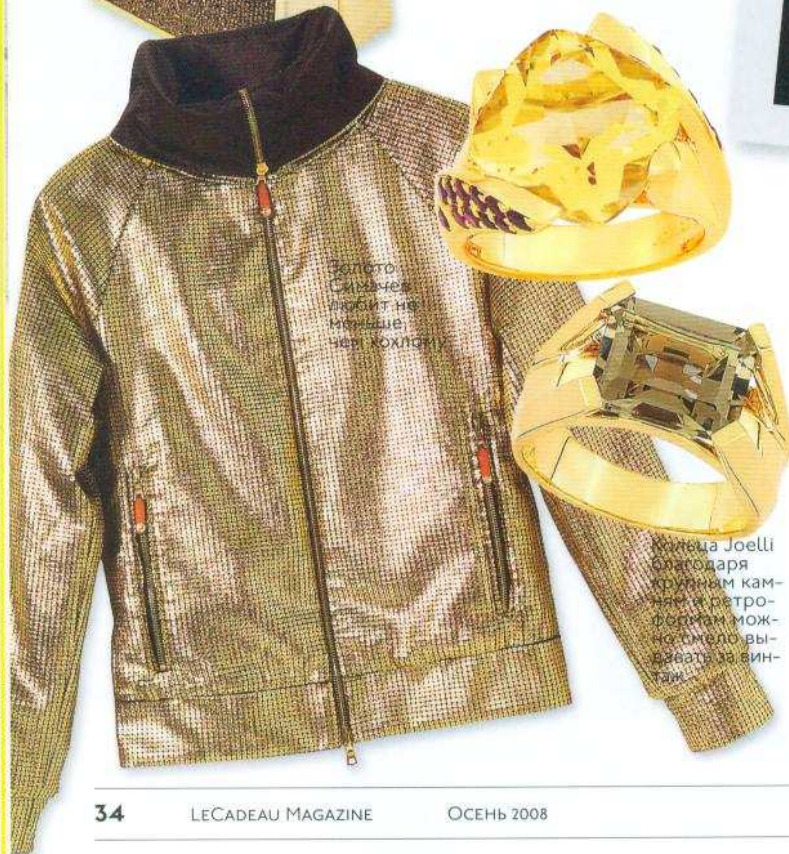 Золото
Симачев
любит не
меньше,
чем хохлому
Кольца Joelli
благодаря
крупным кам-
ням и ретро-
формам мож-
но смело вы-
давать за вин-
таж.
34 LeCadeau Magazine Осень 2008